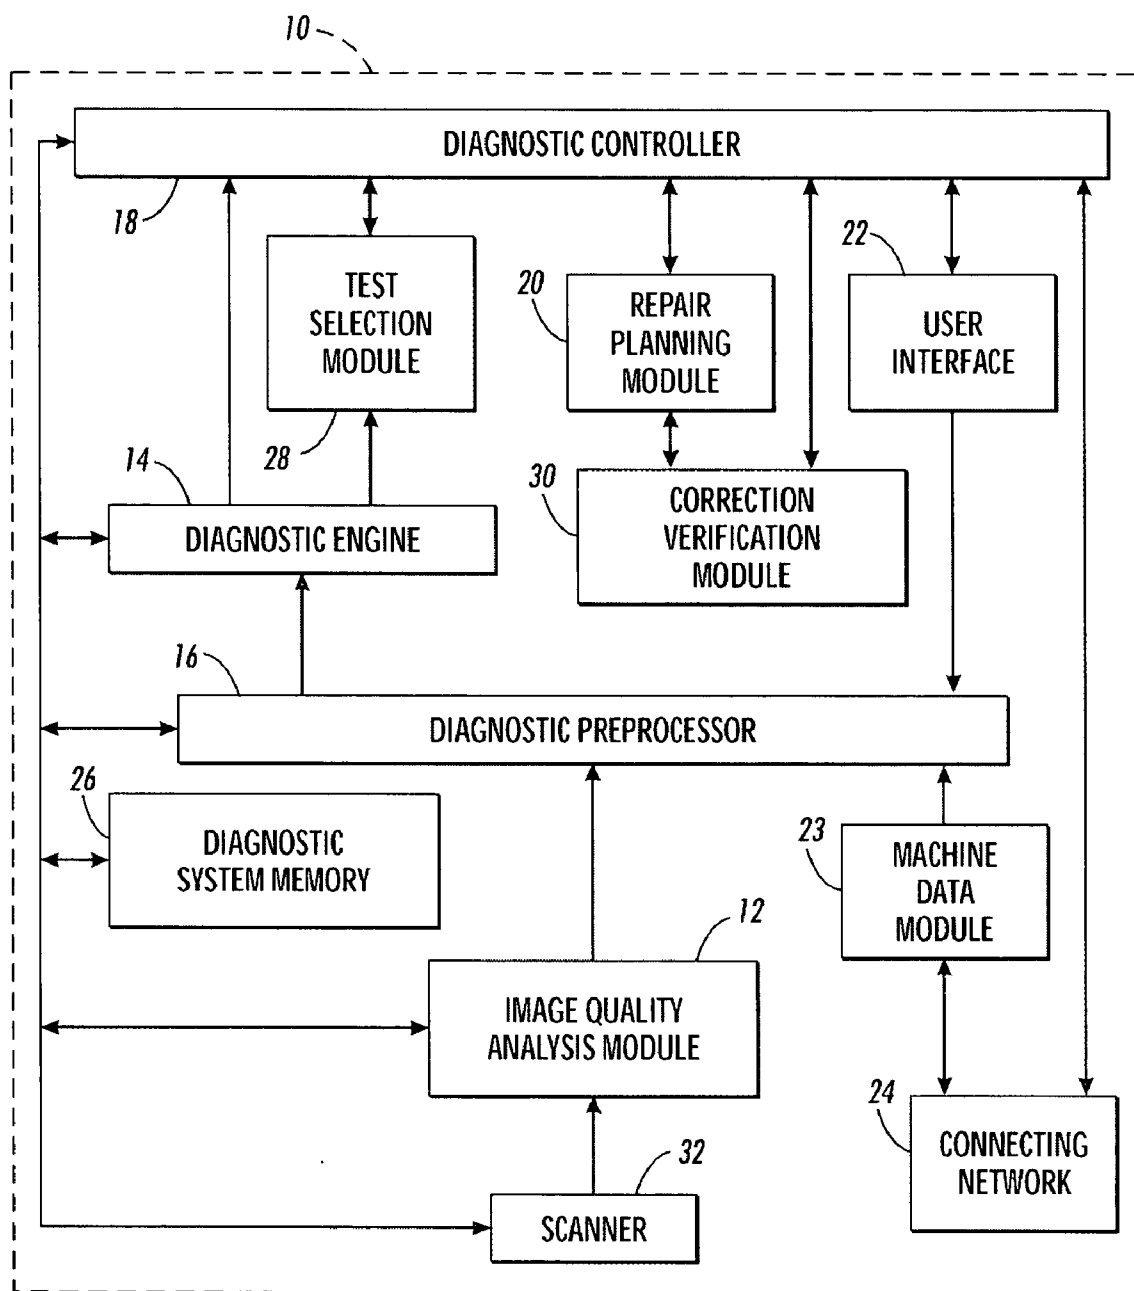 10
DIAGNOSTIC CONTROLLER
18
TEST
SELECTION
MODULE
28
20
REPAIR
PLANNING
MODULE
22
USER
INTERFACE
14
DIAGNOSTIC ENGINE
30
CORRECTION
VERIFICATION
MODULE
16
DIAGNOSTIC PREPROCESSOR
26
DIAGNOSTIC
SYSTEM MEMORY
23
MACHINE
DATA
MODULE
12
IMAGE QUALITY
ANALYSIS MODULE
24
CONNECTING
NETWORK
32
SCANNER